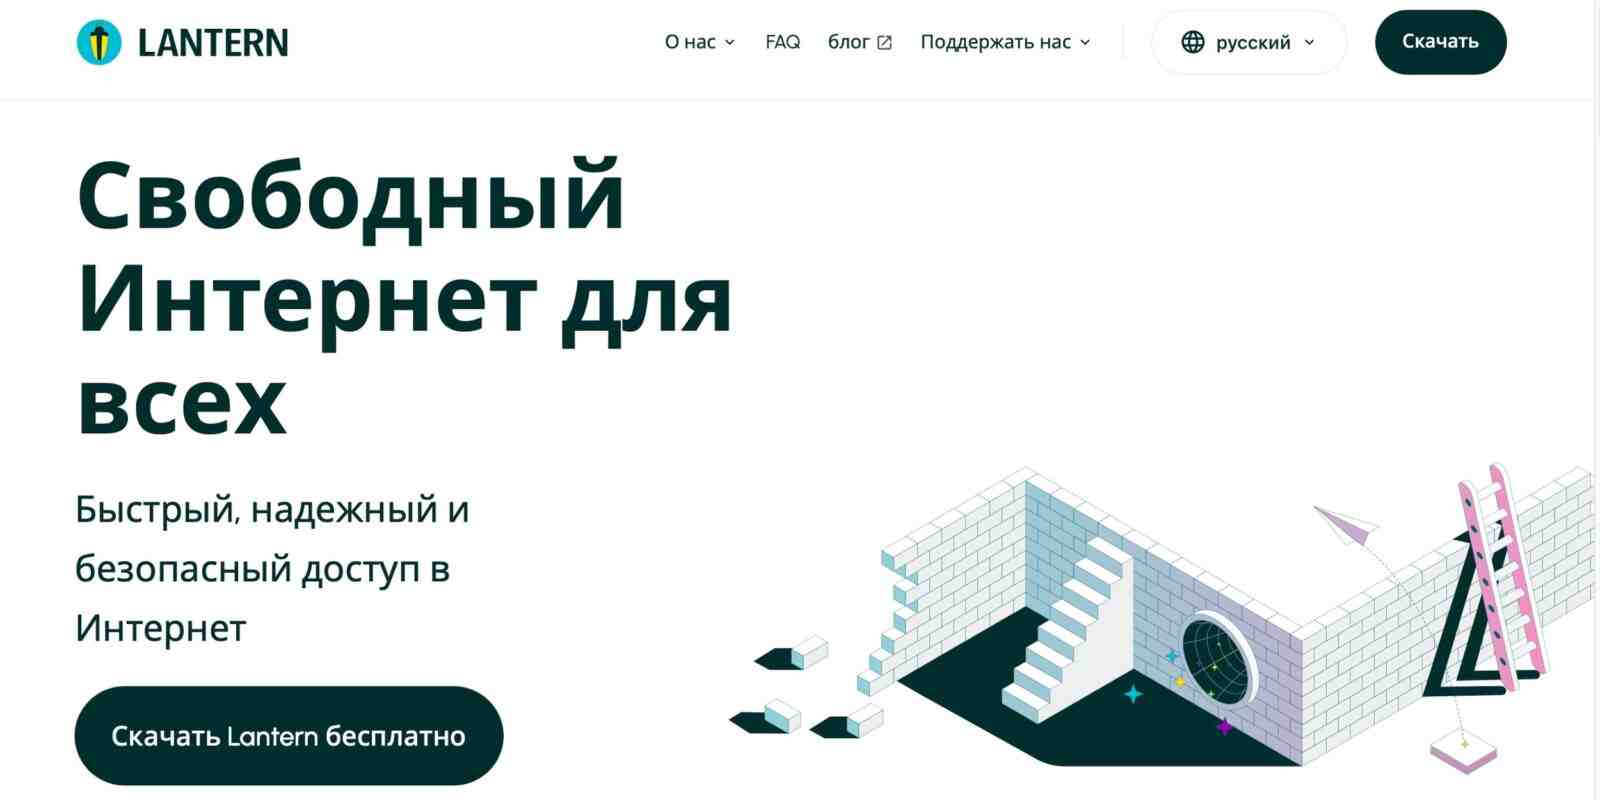 LANTERN
О нас
FAQ
блог
Поддержать нас
русский
Скачать
Свободный
Интернет для
всех
Быстрый, надежный и
безопасный доступ в
Интернет
Скачать Lantern бесплатно